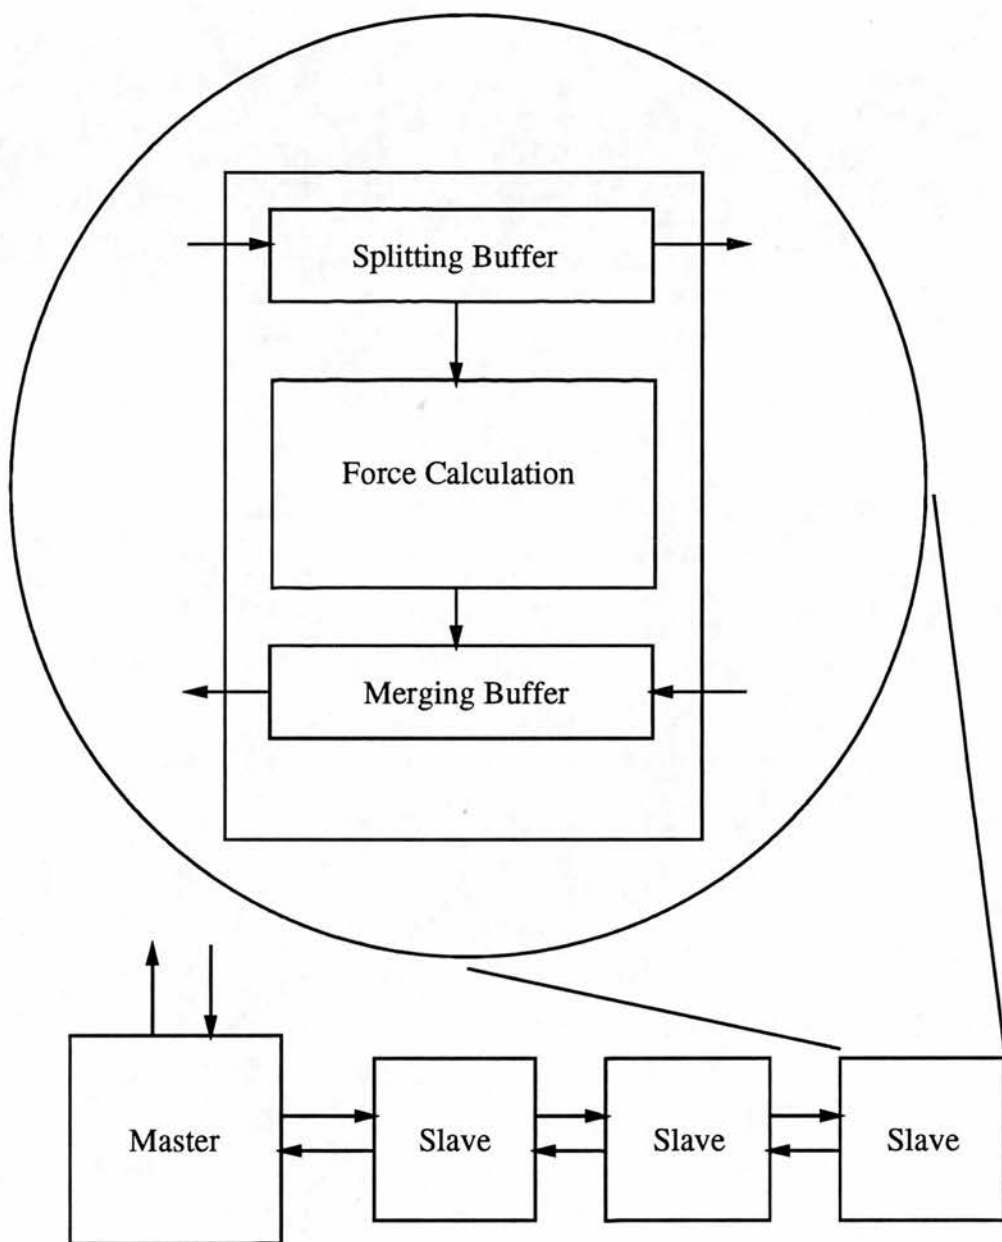 Splitting Buffer
Force Calculation
Merging Buffer
Master
Slave
Slave
Slave